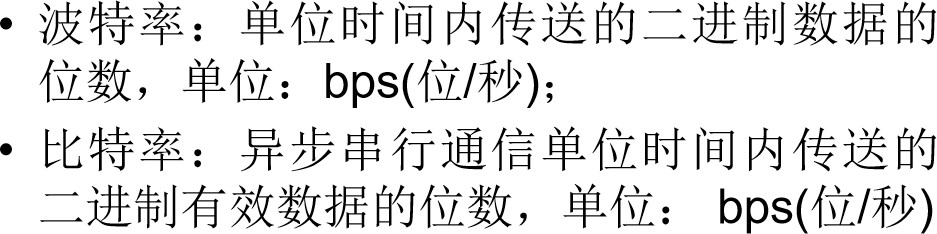 • 波特率：单位时间内传送的二进制数据的
位数，单位：bps(位/秒)；
• 比特率：异步串行通信单位时间内传送的
二进制有效数据的位数，单位： bps(位/秒)